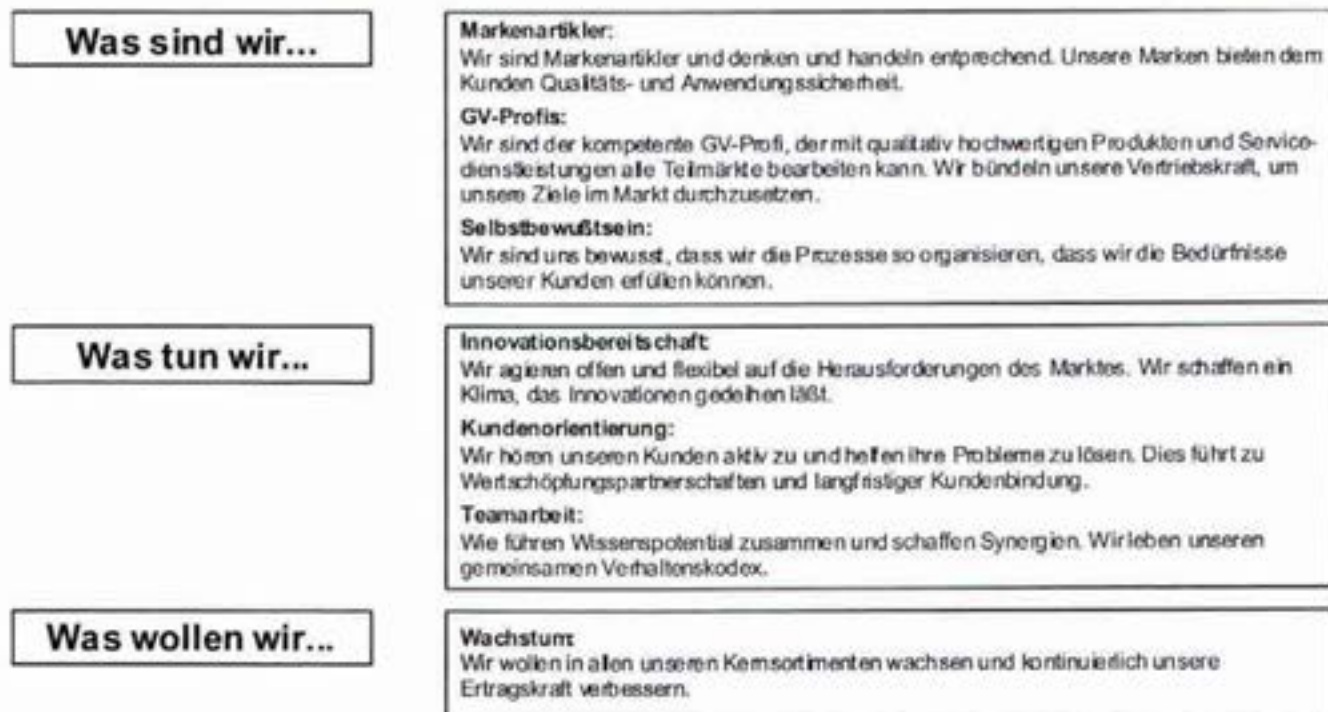 Was sind wir...
Markenartikler:
Wir sind Markenartikler und denken und handeln entprechend. Unsere Marken bieten dem
Kunden Qualitäts- und Anwendungssicherheit.
GV-Profis:
Wir sind der kompetente GV-Profi, der mit qualitativ hochwertigen Produkten und Service-
dienstleistungen alle Teilmärkte bearbeiten kann. Wir bündeln unsere Vertriebskraft, um
unsere Ziele im Markt durchzusetzen.
Selbstbewußtsein:
Wir sind uns bewusst, dass wir die Prozesse so organisieren, dass wir die Bedürfnisse
unserer Kunden erfüllen können.
Was tun wir...
Innovationsbereitschaft:
Wir agieren offen und flexibel auf die Herausforderungen des Marktes. Wir schaffen ein
Klima, das Innovationen gedeihen läßt.
Kundenorientierung:
Wir hören unseren Kunden aktiv zu und helfen ihre Probleme zu lösen. Dies führt zu
Wertschöpfungspartnerschaften und langfristiger Kundenbindung.
Teamarbeit:
Wie führen Wissenspotential zusammen und schaffen Synergien. Wir leben unseren
gemeinsamen Verhaltenskodex.
Was wollen wir...
Wachstum:
Wir wollen in allen unseren Kernsortimenten wachsen und kontinuierlich unsere
Ertragskraft verbessern.